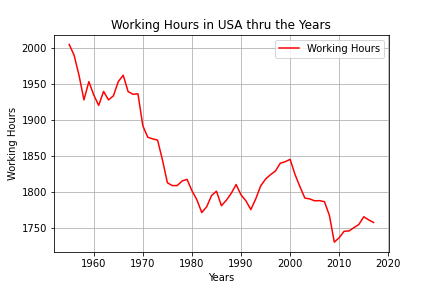 Working Hours in USA thru the Years
Working Hours
2000
1950
1900
1850
1800
1750
Working Hours
1960 1970 1980 1990 2000 2010 2020
Years